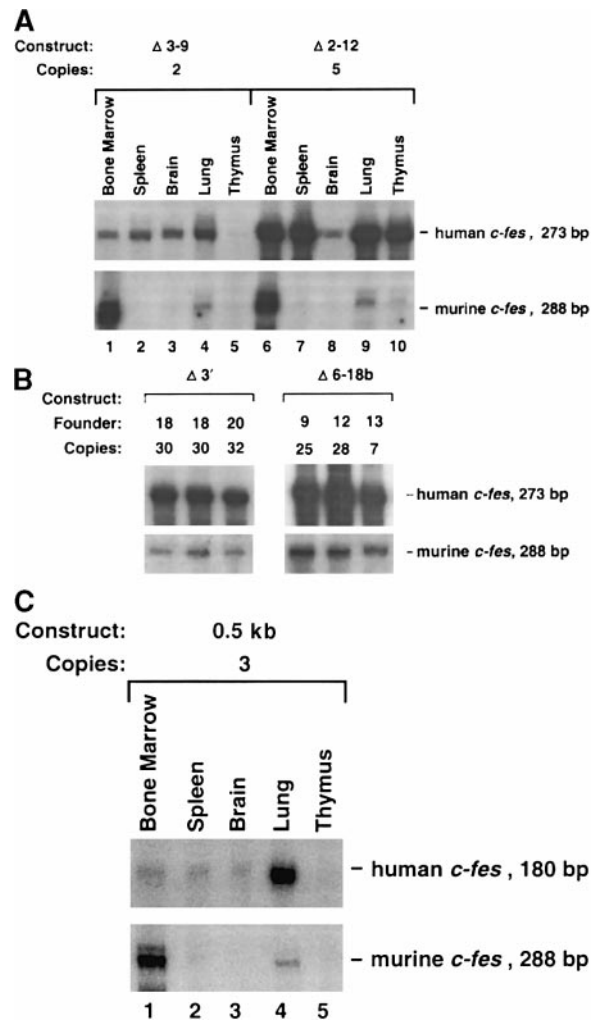 A
Construct: Δ 3-9 Δ 2-12
Copies: 2 5
Bone Marrow Spleen Brain Lung Thymus Bone Marrow Spleen Brain Lung Thymus
– human c-fes , 273 bp
– murine c-fes , 288 bp
1 2 3 4 5 6 7 8 9 10
B
Construct: Δ 3′ Δ 6-18b
Founder: 18 18 20 9 12 13
Copies: 30 30 32 25 28 7
- human c-fes, 273 bp
- murine c-fes, 288 bp
C
Construct: 0.5 kb
Copies: 3
Bone Marrow Spleen Brain Lung Thymus
– human c-fes , 180 bp
– murine c-fes , 288 bp
1 2 3 4 5